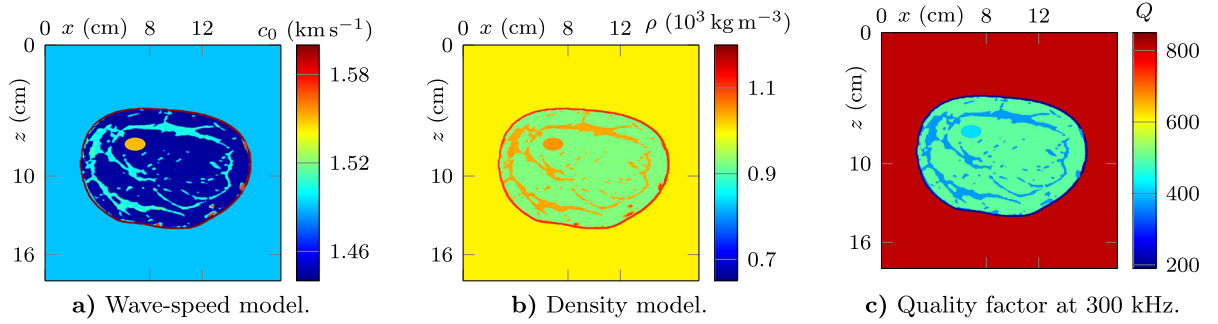 0 x (cm) 8 12 c₀ (km s⁻¹)
0
z (cm)
10
16
1.58
1.52
1.46
a) Wave-speed model.
0 x (cm) 8 12 ρ (10³ kg m⁻³)
0
z (cm)
10
16
1.1
0.9
0.7
b) Density model.
0 x (cm) 8 12 Q
0
z (cm)
10
16
800
600
400
200
c) Quality factor at 300 kHz.